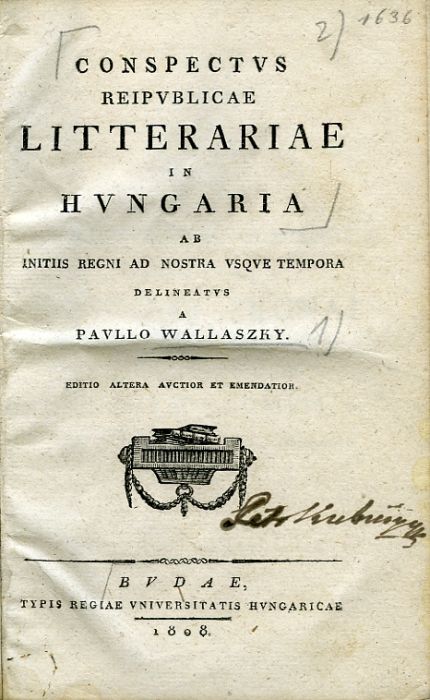 2) 1636
CONSPECTVS
REIPVBLICAE
LITTERARIAE
IN
HVNGARIA
AB
INITIIS REGNI AD NOSTRA VSQVE TEMPORA
DELINEATVS
A
PAVLLO WALLASZKY. 1)
EDITIO ALTERA AVCTIOR ET EMENDATIOR.
BVDAE,
TYPIS REGIAE VNIVERSITATIS HVNGARICAE
1808.